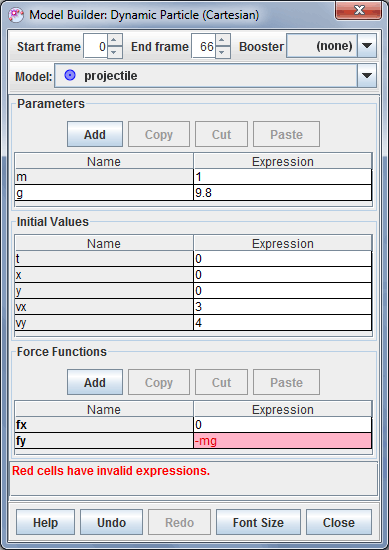 Model Builder: Dynamic Particle (Cartesian)
Start frame 0 End frame 66 Booster (none)
Model: projectile
Parameters
Add Copy Cut Paste
Name Expression
m 1
g 9.8
Initial Values
Name Expression
t 0
x 0
y 0
vx 3
vy 4
Force Functions
Add Copy Cut Paste
Name Expression
fx 0
fy -mg
Red cells have invalid expressions.
Help Undo Redo Font Size Close